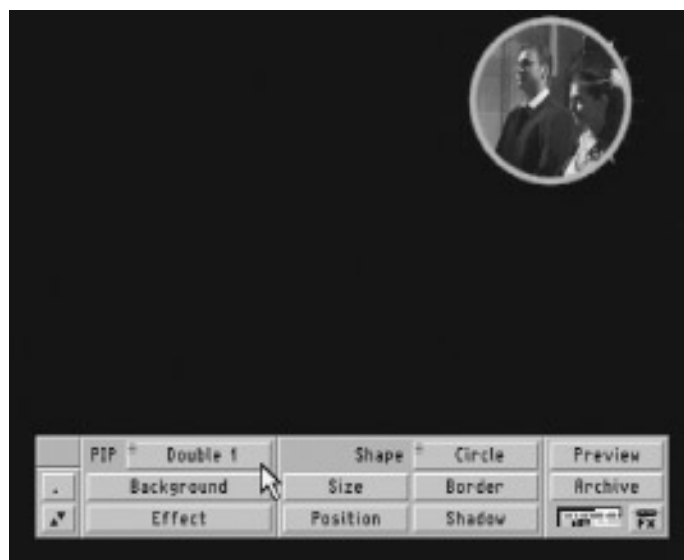 PIP Double 1 Shape Circle Preview
Background Size Border Archive
Effect Position Shadow FX